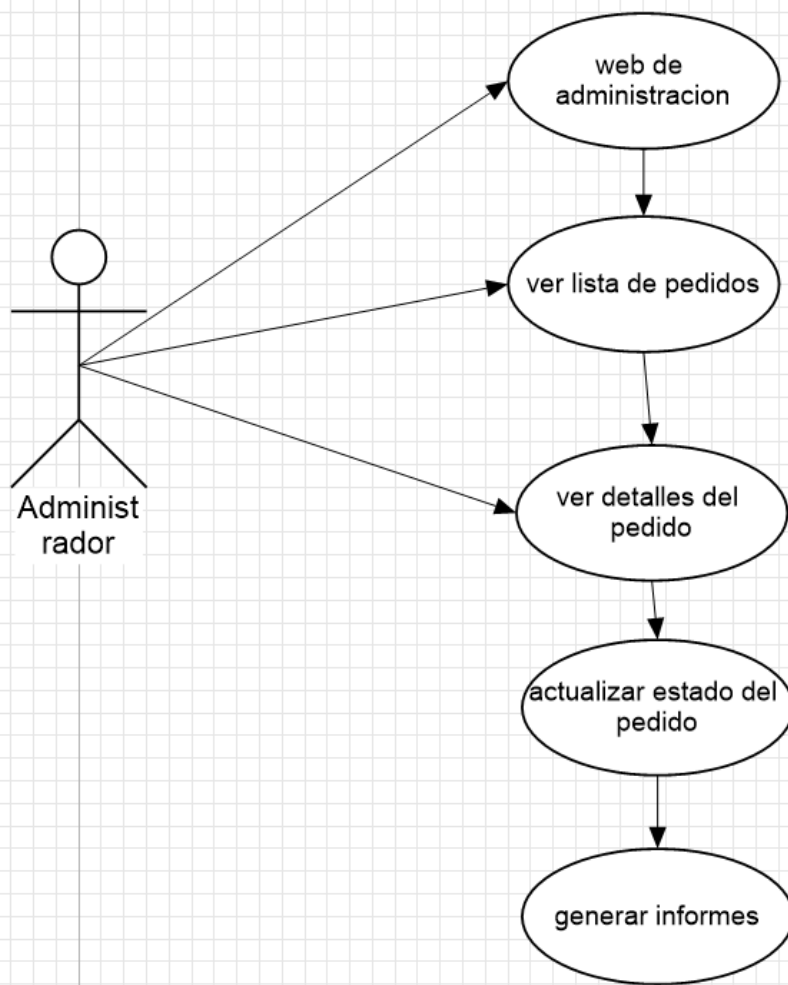 web de
administracion
ver lista de pedidos
Administ
rador
ver detalles del
pedido
actualizar estado del
pedido
generar informes